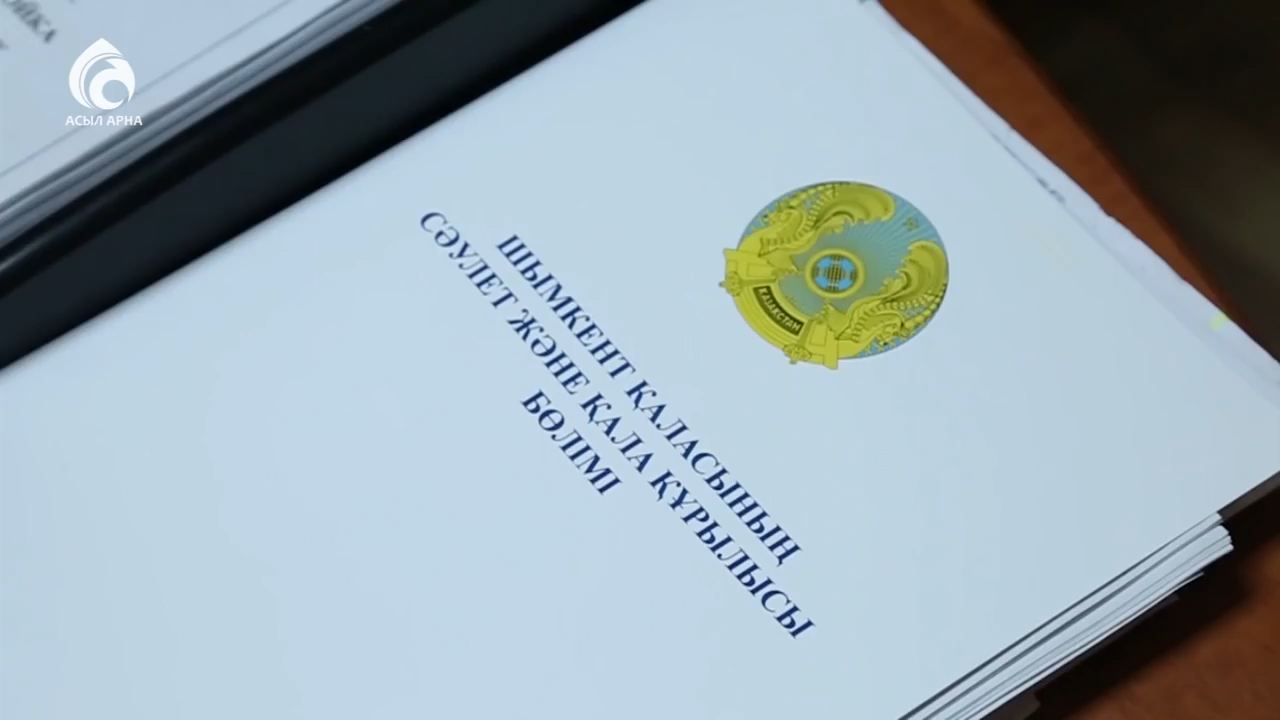 АСЫЛ АРНА
ҚАЗАҚСТАН
ШЫМКЕНТ ҚАЛАСЫНЫҢ
СӘУЛЕТ ЖӘНЕ ҚАЛА ҚҰРЫЛЫСЫ
БӨЛІМІ